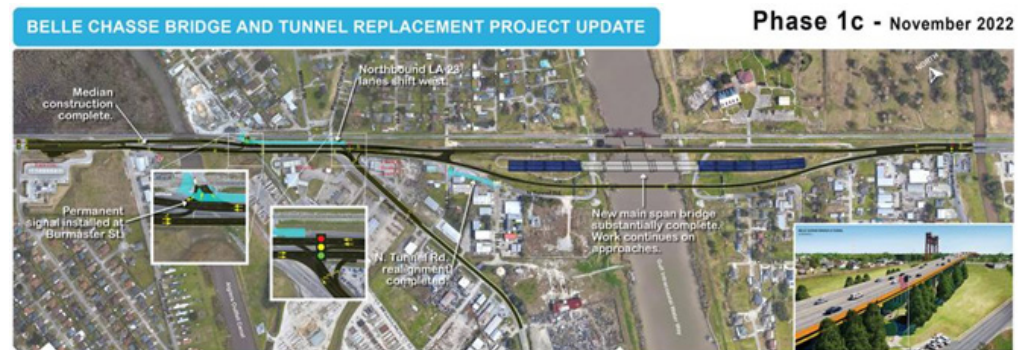 BELLE CHASSE BRIDGE AND TUNNEL REPLACEMENT PROJECT UPDATE
Phase 1c - November 2022
Northbound LA 23
lanes shift west.
Median
construction
complete.
Permanent
signal installed at
Burmaster St.
N. Tunnel Rd.
realignment
completed.
New main span bridge
substantially complete.
Work continues on
approaches.